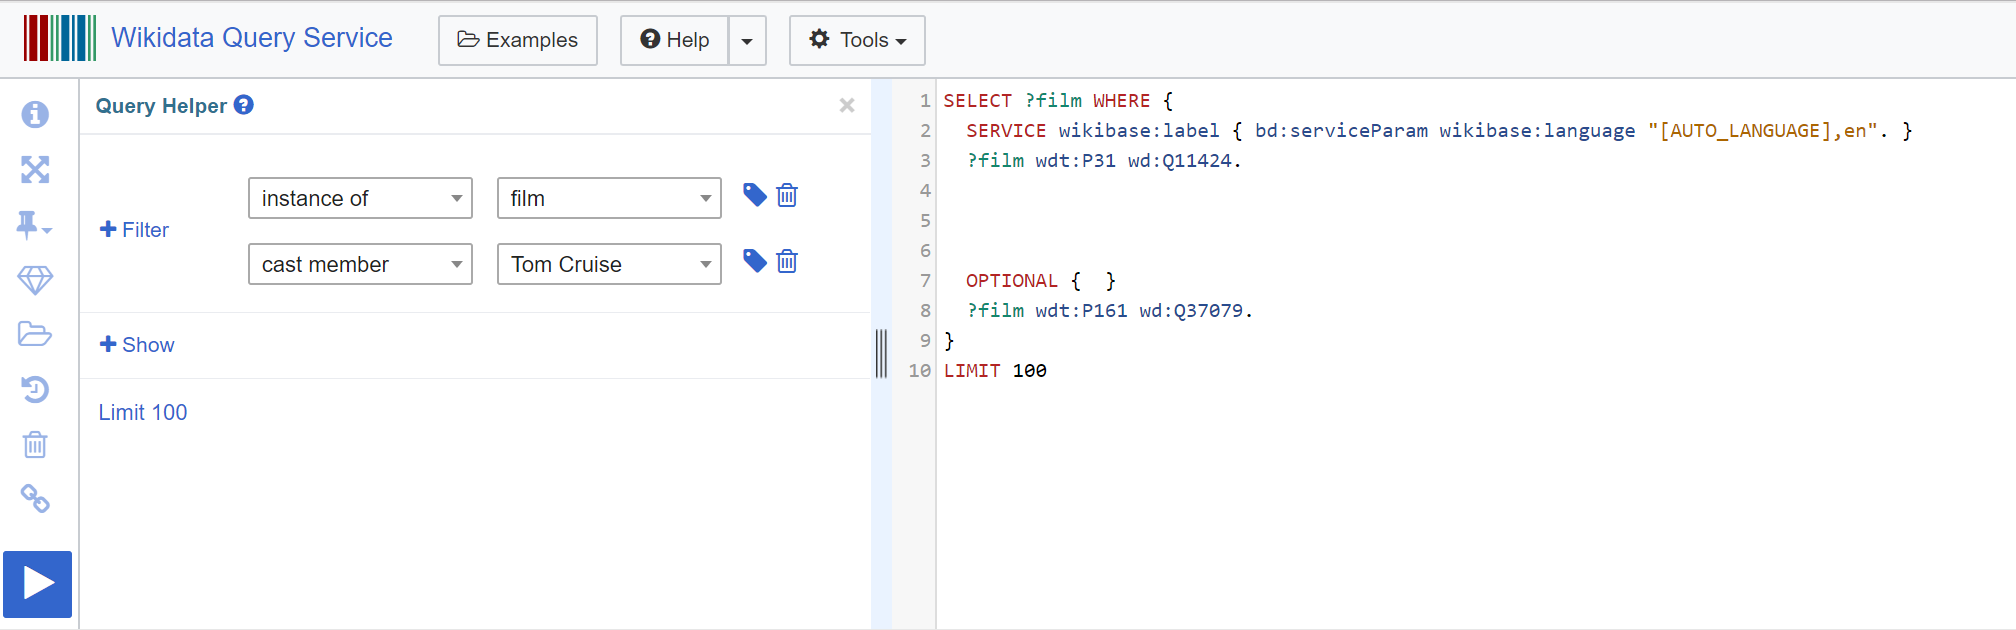 Wikidata Query Service
Examples
Help
Tools
Query Helper
instance of film
+ Filter
cast member Tom Cruise
+ Show
Limit 100
1 SELECT ?film WHERE {
2 SERVICE wikibase:label { bd:serviceParam wikibase:language "[AUTO_LANGUAGE],en". }
3 ?film wdt:P31 wd:Q11424.
4
5
6
7 OPTIONAL { }
8 ?film wdt:P161 wd:Q37079.
9 }
10 LIMIT 100